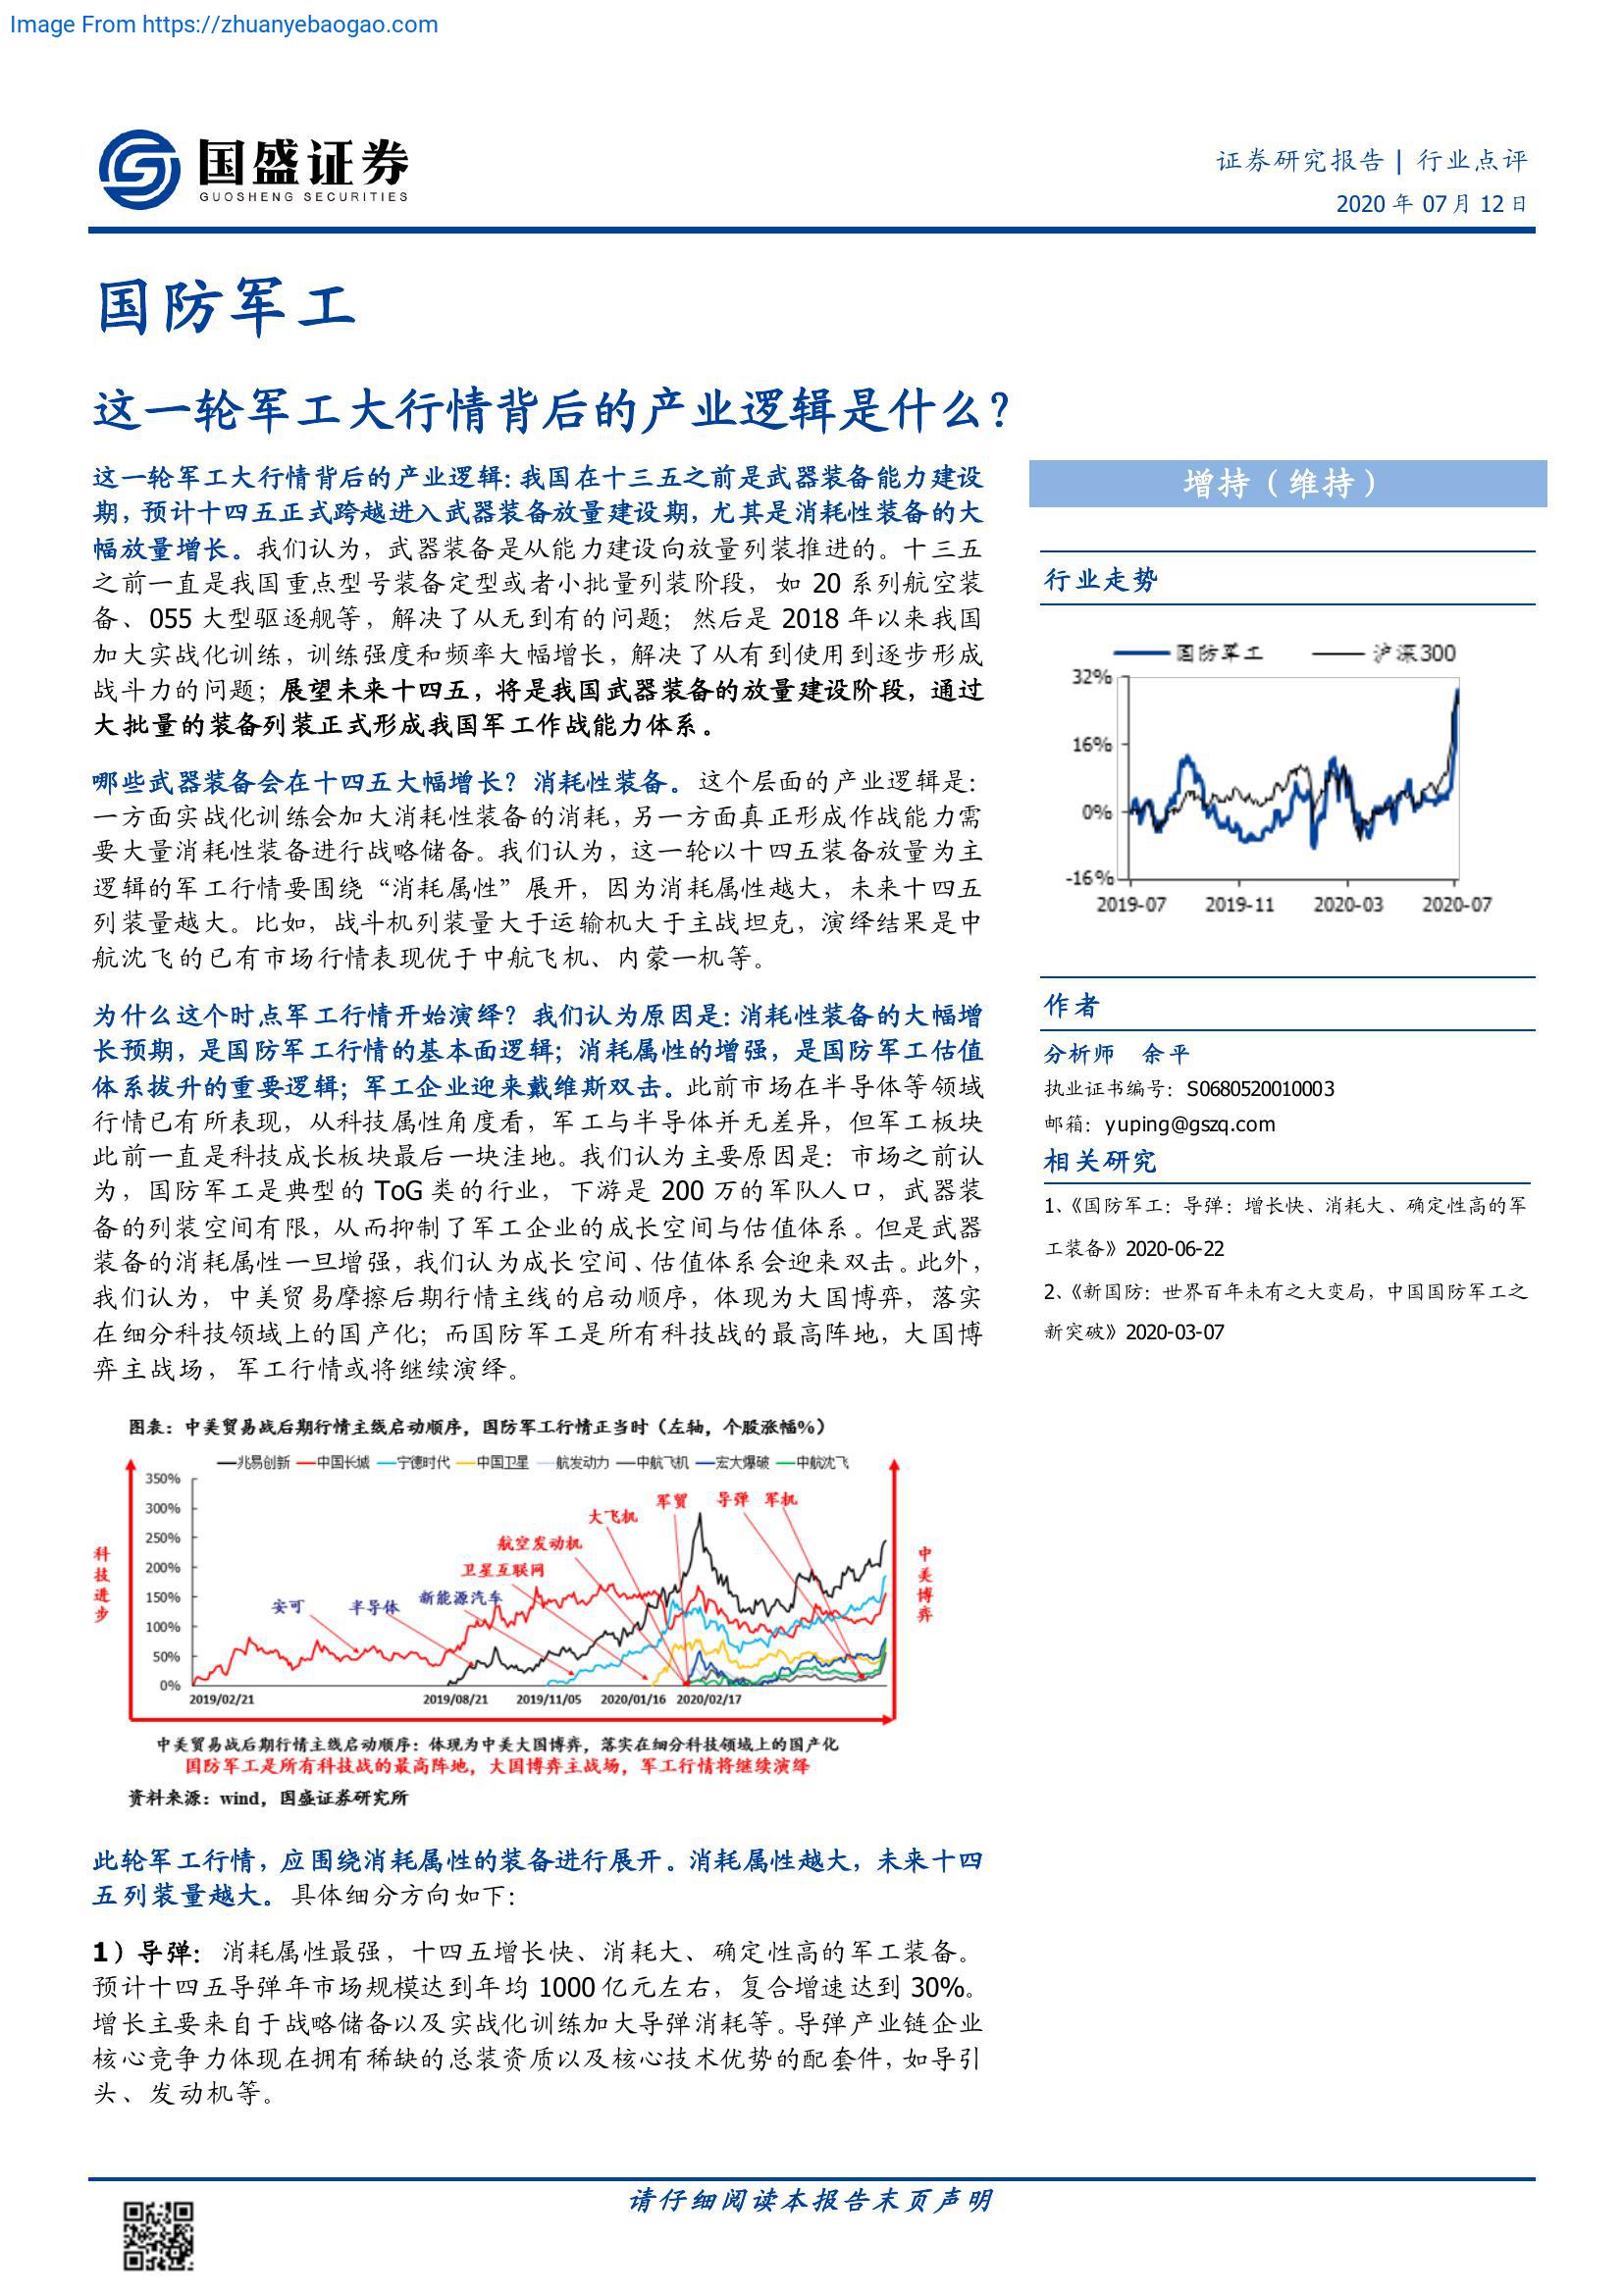 Image From https://zhuanyebaogao.com
国盛证券
GUOSHENG SECURITIES
证券研究报告 | 行业点评
2020 年 07 月 12 日
国防军工
这一轮军工大行情背后的产业逻辑是什么？
这一轮军工大行情背后的产业逻辑：我国在十三五之前是武器装备能力建设
期，预计十四五正式跨越进入武器装备放量建设期，尤其是消耗性装备的大
幅放量增长。我们认为，武器装备是从能力建设向放量列装推进的。十三五
之前一直是我国重点型号装备定型或者小批量列装阶段，如 20 系列航空装
备、055 大型驱逐舰等，解决了从无到有的问题；然后是 2018 年以来我国
加大实战化训练，训练强度和频率大幅增长，解决了从有到使用到逐步形成
战斗力的问题；展望未来十四五，将是我国武器装备的放量建设阶段，通过
大批量的装备列装正式形成我国军工作战能力体系。
哪些武器装备会在十四五大幅增长？消耗性装备。这个层面的产业逻辑是：
一方面实战化训练会加大消耗性装备的消耗，另一方面真正形成作战能力需
要大量消耗性装备进行战略储备。我们认为，这一轮以十四五装备放量为主
逻辑的军工行情要围绕“消耗属性”展开，因为消耗属性越大，未来十四五
列装量越大。比如，战斗机列装量大于运输机大于主战坦克，演绎结果是中
航沈飞的已有市场行情表现优于中航飞机、内蒙一机等。
为什么这个时点军工行情开始演绎？我们认为原因是：消耗性装备的大幅增
长预期，是国防军工行情的基本面逻辑；消耗属性的增强，是国防军工估值
体系拔升的重要逻辑；军工企业迎来戴维斯双击。此前市场在半导体等领域
行情已有所表现，从科技属性角度看，军工与半导体并无差异，但军工板块
此前一直是科技成长板块最后一块洼地。我们认为主要原因是：市场之前认
为，国防军工是典型的 ToG 类的行业，下游是 200 万的军队人口，武器装
备的列装空间有限，从而抑制了军工企业的成长空间与估值体系。但是武器
装备的消耗属性一旦增强，我们认为成长空间、估值体系会迎来双击。此外，
我们认为，中美贸易摩擦后期行情主线的启动顺序，体现为大国博弈，落实
在细分科技领域上的国产化；而国防军工是所有科技战的最高阵地，大国博
弈主战场，军工行情或将继续演绎。
图表：中美贸易战后期行情主线启动顺序，国防军工行情正当时（左轴，个股涨幅%）
兆易创新 中国长城 宁德时代 中国卫星 航发动力 中航飞机 宏大爆破 中航沈飞
350%
300%
250%
200%
150%
100%
50%
0%
科技进步
安可
半导体
新能源汽车
卫星互联网
航空发动机
大飞机
军贸
导弹
军机
中美博弈
2019/02/21 2019/08/21 2019/11/05 2020/01/16 2020/02/17
中美贸易战后期行情主线启动顺序：体现为中美大国博弈，落实在细分科技领域上的国产化
国防军工是所有科技战的最高阵地，大国博弈主战场，军工行情将继续演绎
资料来源：wind，国盛证券研究所
此轮军工行情，应围绕消耗属性的装备进行展开。消耗属性越大，未来十四
五列装量越大。具体细分方向如下：
1）导弹：消耗属性最强，十四五增长快、消耗大、确定性高的军工装备。
预计十四五导弹年市场规模达到年均 1000 亿元左右，复合增速达到 30%。
增长主要来自于战略储备以及实战化训练加大导弹消耗等。导弹产业链企业
核心竞争力体现在拥有稀缺的总装资质以及核心技术优势的配套件，如导引
头、发动机等。
增持（维持）
行业走势
国防军工 沪深300
32%
16%
0%
-16%
2019-07 2019-11 2020-03 2020-07
作者
分析师 余平
执业证书编号：S0680520010003
邮箱：yuping@gszq.com
相关研究
1、《国防军工：导弹：增长快、消耗大、确定性高的军
工装备》2020-06-22
2、《新国防：世界百年未有之大变局，中国国防军工之
新突破》2020-03-07
请仔细阅读本报告末页声明